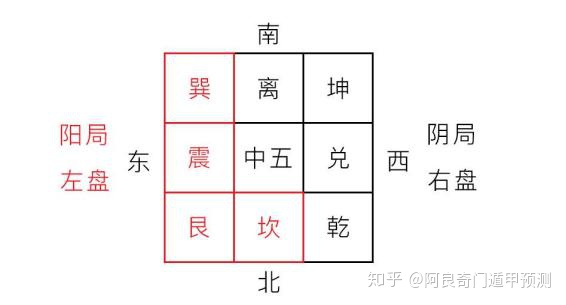 南
巽 离 坤
阳局 阴局
东 震 中五 兑 西
左盘 右盘
艮 坎 乾
北
知乎 @阿良奇门遁甲预测